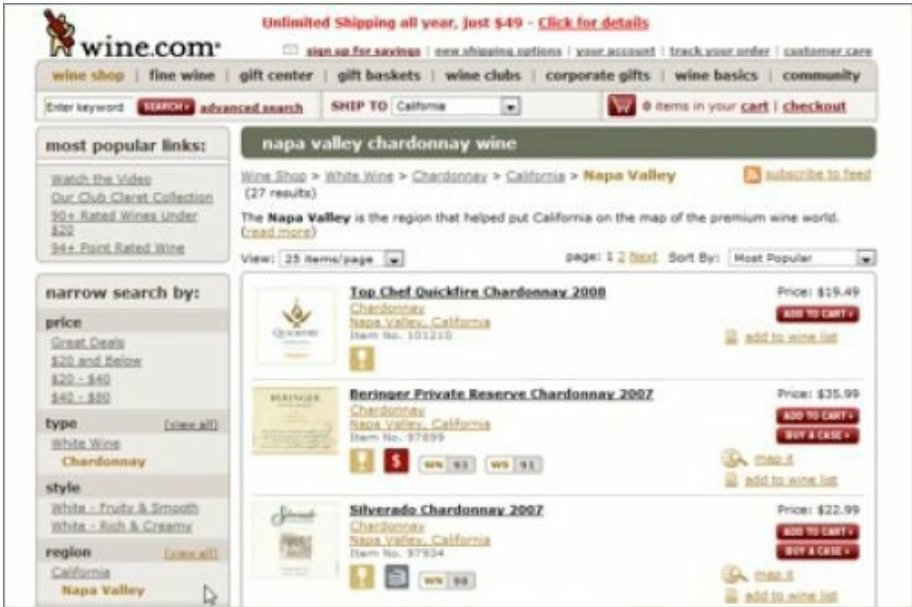 Unlimited Shipping all year, just $49 - Click for details
wine.com
sign up for savings | new shipping options | your account | track your order | customer care
wine shop | fine wine | gift center | gift baskets | wine clubs | corporate gifts | wine basics | community
Enter keyword SEARCH advanced search SHIP TO California 0 items in your cart | checkout
most popular links:
Watch the Video
Our Club Claret Collection
90+ Rated Wines Under
$20
94+ Point Rated Wine
narrow search by:
price
Great Deals
$20 and Below
$20 - $40
$40 - $80
type [view all]
White Wine
Chardonnay
style
White - Fruity & Smooth
White - Rich & Creamy
region [view all]
California
Napa Valley
napa valley chardonnay wine
Wine Shop > White Wine > Chardonnay > California > Napa Valley
(27 results)
subscribe to feed
The Napa Valley is the region that helped put California on the map of the premium wine world.
(read more)
View: 25 items/page page: 1 2 Next Sort By: Most Popular
QUICKFIRE
Top Chef Quickfire Chardonnay 2008
Chardonnay
Napa Valley, California
Item No. 101210
Price: $19.49
ADD TO CART
add to wine list
BERINGER
Beringer Private Reserve Chardonnay 2007
Chardonnay
Napa Valley, California
Item No. 97899
$ WN 93 WS 91
Price: $35.99
ADD TO CART
BUY A CASE
map it
add to wine list
Silverado
Silverado Chardonnay 2007
Chardonnay
Napa Valley, California
Item No. 97934
Price: $22.99
ADD TO CART
BUY A CASE
map it
add to wine list